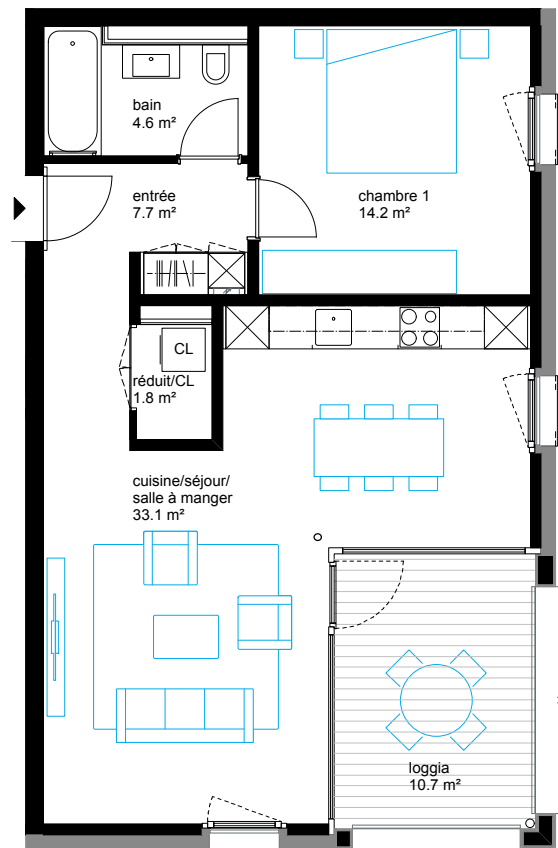 bain
4.6 m²
entrée
7.7 m²
chambre 1
14.2 m²
CL
réduit/CL
1.8 m²
cuisine/séjour/
salle à manger
33.1 m²
loggia
10.7 m²